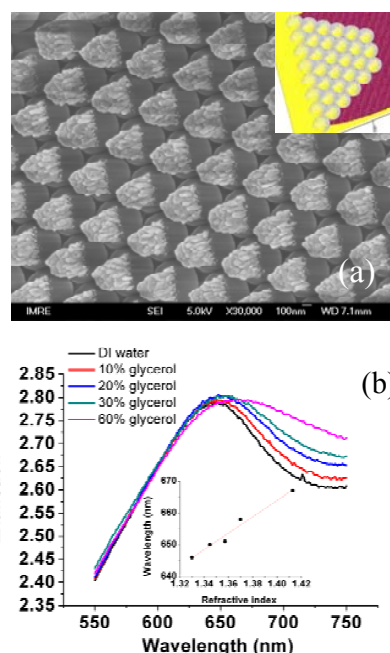 (a)
IMRE SEI 5.0kV X30,000 100nm WD 7.1mm
(b)
DI water
10% glycerol
20% glycerol
30% glycerol
60% glycerol
2.85
2.80
2.75
2.70
2.65
2.60
2.55
2.50
2.45
2.40
2.35
670
660
650
640
Wavelength (nm)
1.32 1.34 1.36 1.38 1.40 1.42
Refractive Index
550 600 650 700 750
Wavelength (nm)